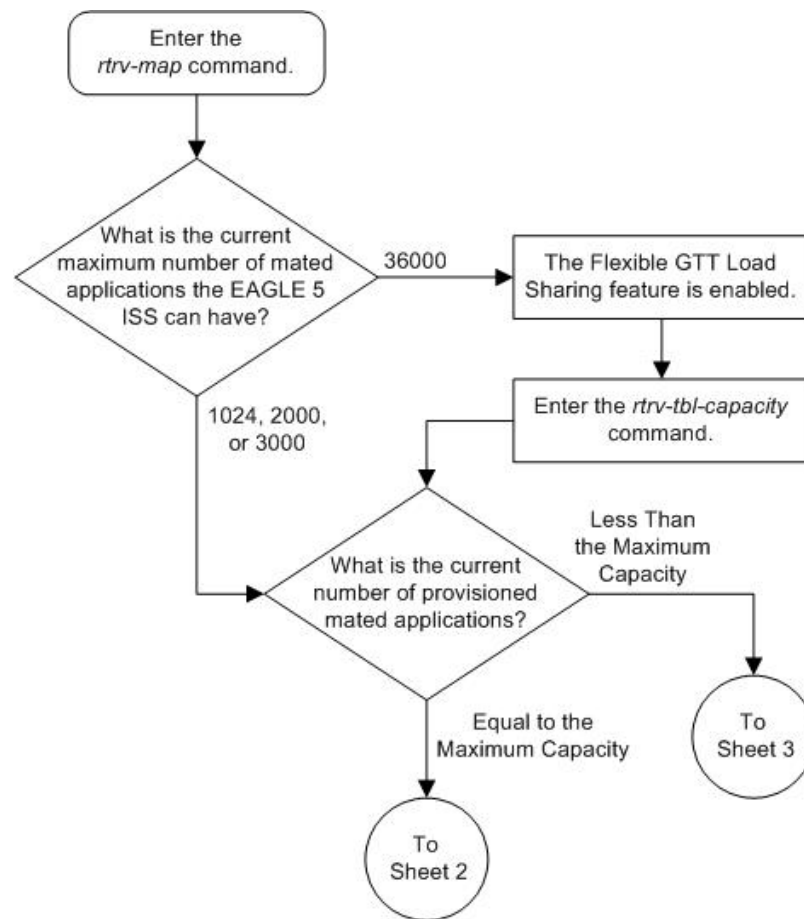 Enter the
rtrv-map command.
What is the current
maximum number of mated
applications the EAGLE 5
ISS can have?
36000
The Flexible GTT Load
Sharing feature is enabled.
1024, 2000,
or 3000
Enter the rtrv-tbl-capacity
command.
What is the current
number of provisioned
mated applications?
Less Than
the Maximum
Capacity
Equal to the
Maximum Capacity
To
Sheet 3
To
Sheet 2